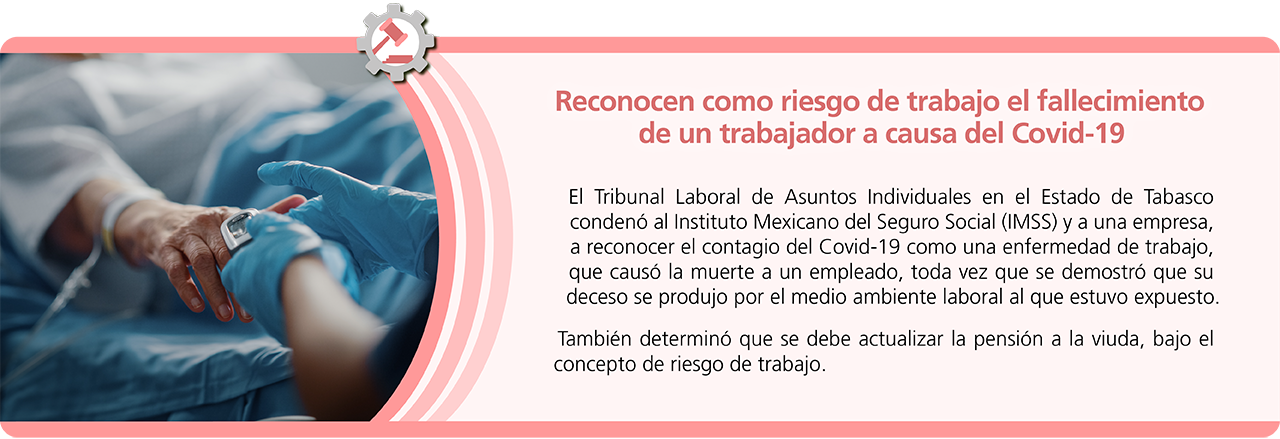 Reconocen como riesgo de trabajo el fallecimiento
de un trabajador a causa del Covid-19
El Tribunal Laboral de Asuntos Individuales en el Estado de Tabasco
condenó al Instituto Mexicano del Seguro Social (IMSS) y a una empresa,
a reconocer el contagio del Covid-19 como una enfermedad de trabajo,
que causó la muerte a un empleado, toda vez que se demostró que su
deceso se produjo por el medio ambiente laboral al que estuvo expuesto.
También determinó que se debe actualizar la pensión a la viuda, bajo el
concepto de riesgo de trabajo.